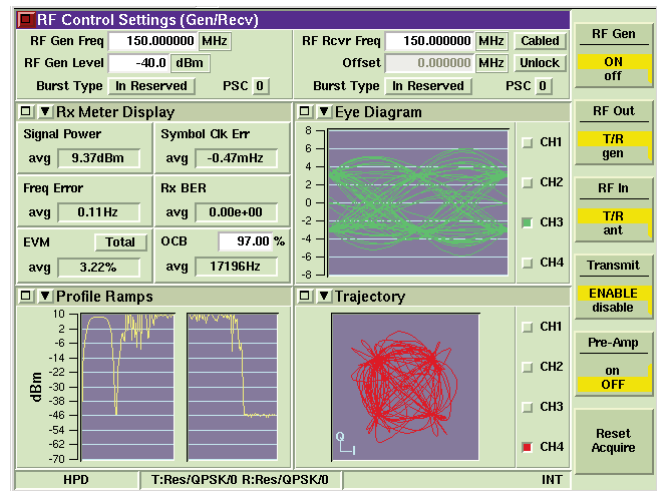 RF Control Settings (Gen/Recv)
RF Gen Freq 150.000000 MHz
RF Gen Level -40.0 dBm
Burst Type In Reserved PSC 0
RF Rcvr Freq 150.000000 MHz Cabled
Offset 0.000000 MHz Unlock
Burst Type In Reserved PSC 0
Rx Meter Display
Signal Power
avg 9.37dBm
Symbol Clk Err
avg -0.47mHz
Freq Error
avg 0.11Hz
Rx BER
avg 0.00e+00
EVM Total
avg 3.22%
OCB 97.00 %
avg 17196Hz
Eye Diagram
8
6
4
2
0
-2
-4
-6
-8
CH1
CH2
CH3
CH4
Profile Ramps
dBm
10
2
-6
-14
-22
-30
-38
-46
-54
-62
-70
Trajectory
Q
I
CH1
CH2
CH3
CH4
HPD T:Res/QPSK/0 R:Res/QPSK/0 INT
RF Gen
ON
off
RF Out
T/R
gen
RF In
T/R
ant
Transmit
ENABLE
disable
Pre-Amp
on
OFF
Reset
Acquire